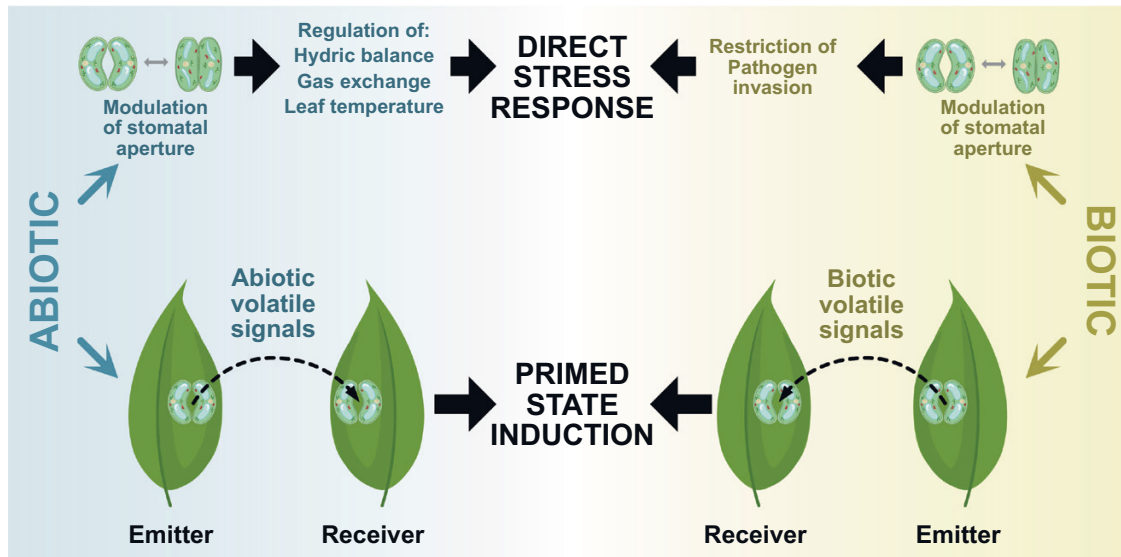 Regulation of:
Hydric balance
Gas exchange
Leaf temperature
Modulation
of stomatal
aperture
DIRECT
STRESS
RESPONSE
Restriction of
Pathogen
invasion
Modulation
of stomatal
aperture
ABIOTIC
BIOTIC
Abiotic
volatile
signals
Biotic
volatile
signals
PRIMED
STATE
INDUCTION
Emitter
Receiver
Receiver
Emitter